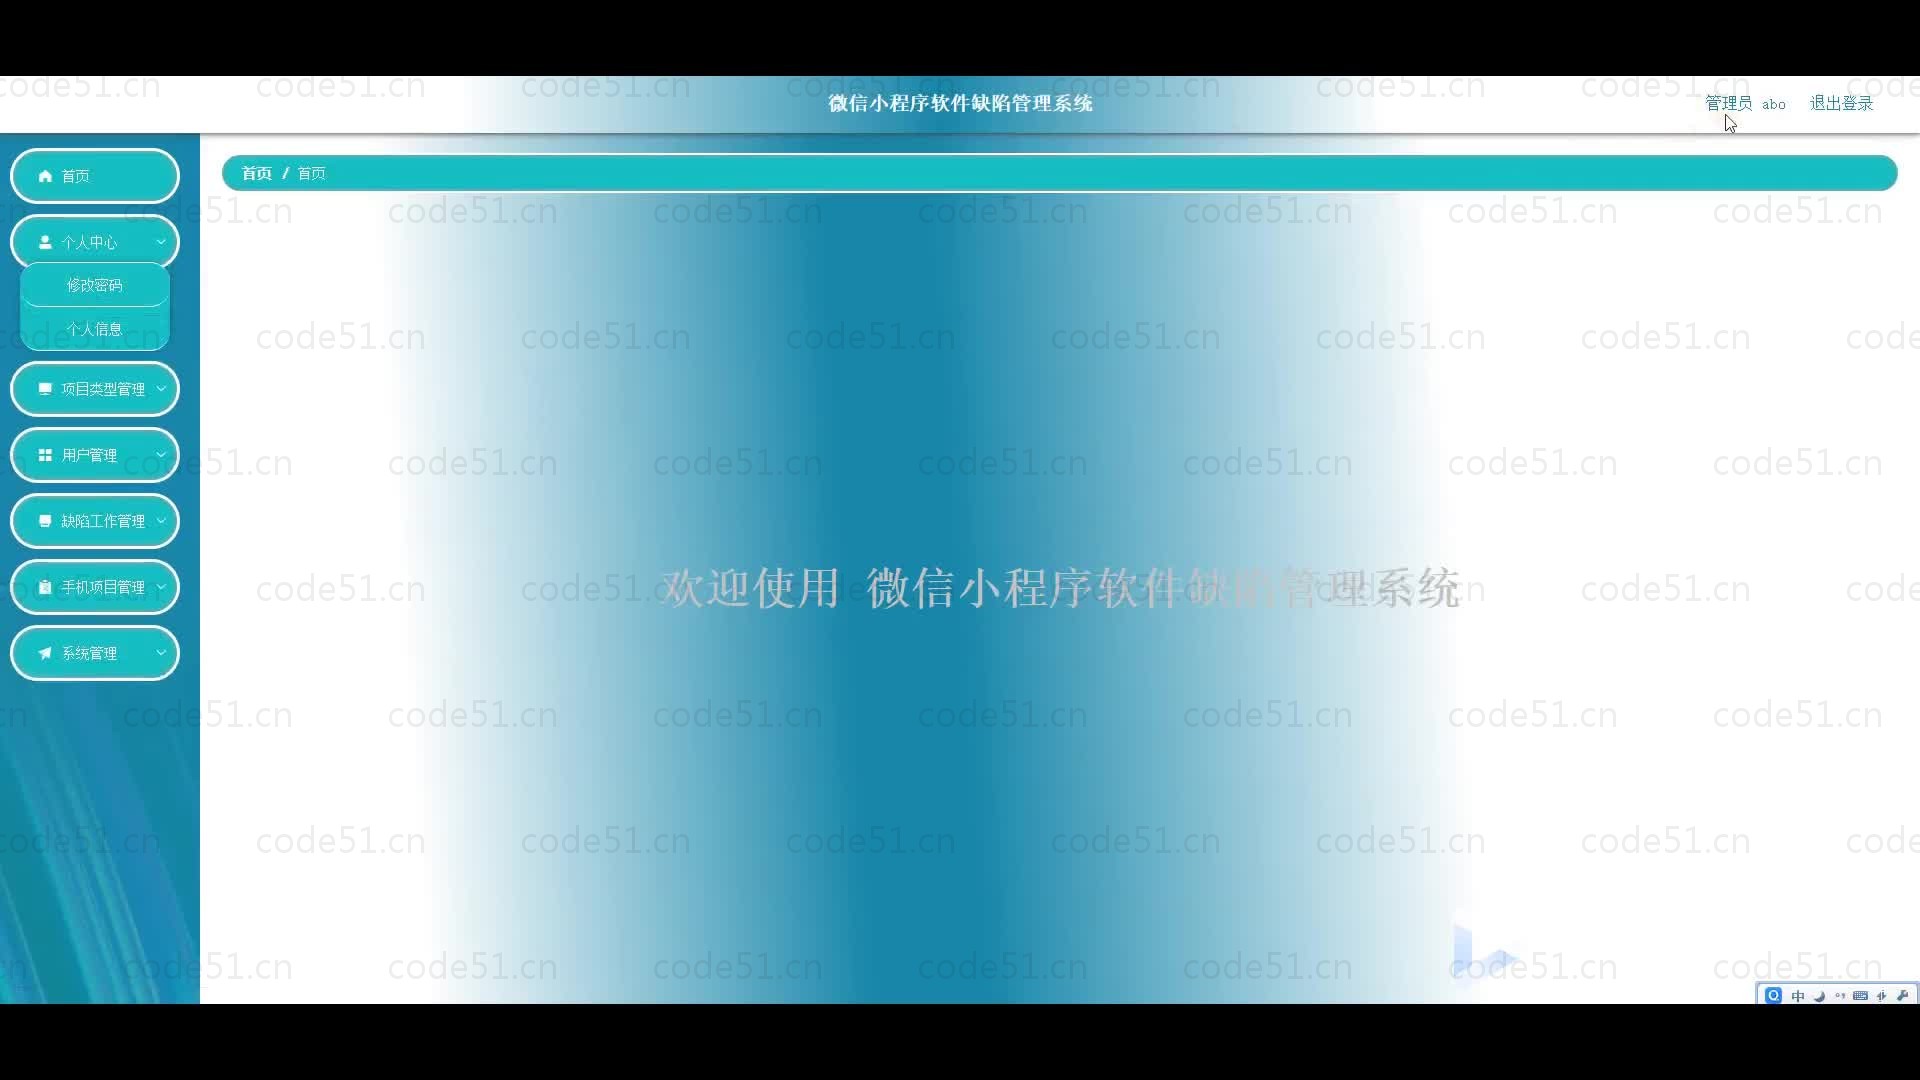 微信小程序软件缺陷管理系统
管理员 abo 退出登录
首页
首页 / 首页
个人中心
修改密码
个人信息
项目类型管理
用户管理
缺陷工作管理
手机项目管理
系统管理
欢迎使用 微信小程序软件缺陷管理系统
code51.cn
中